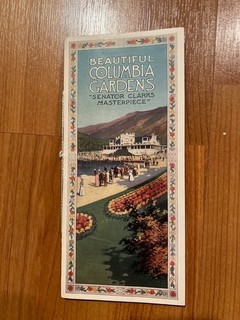 BEAUTIFUL
COLUMBIA
GARDENS
"SENATOR CLARKS
MASTERPIECE"